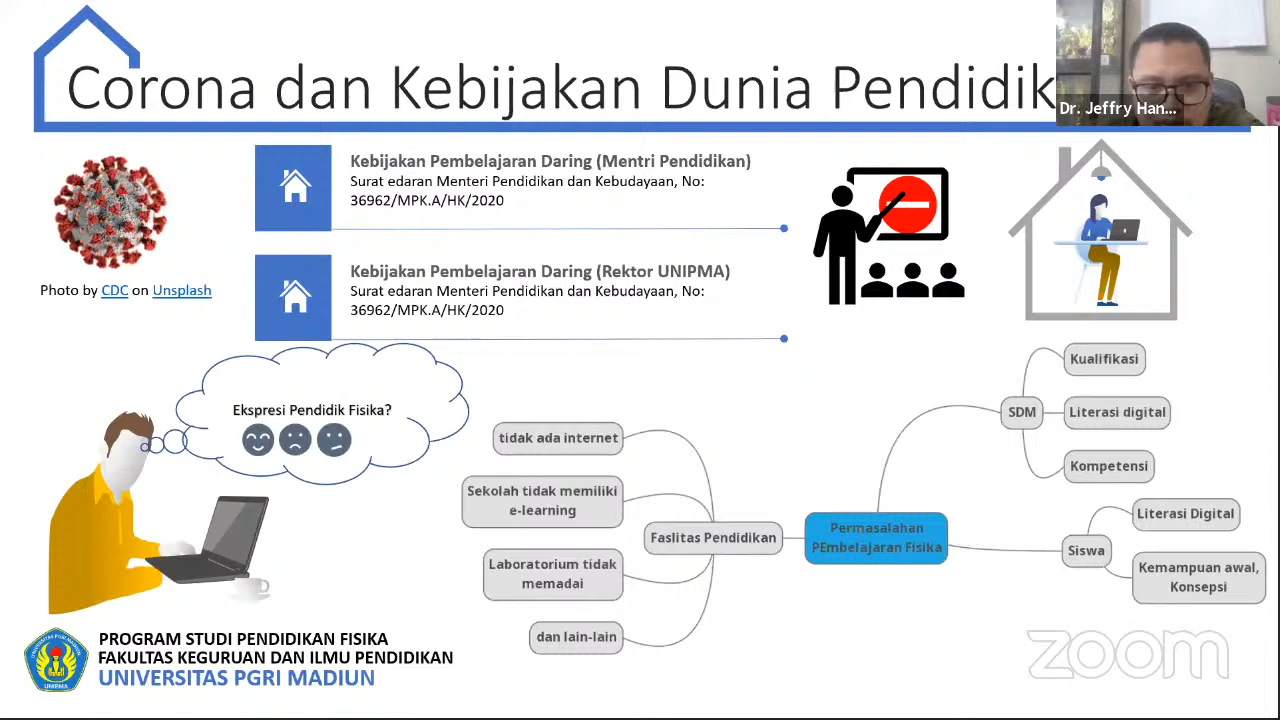 Corona dan Kebijakan Dunia Pendidik
Dr. Jeffry Han...
Kebijakan Pembelajaran Daring (Mentri Pendidikan)
Surat edaran Menteri Pendidikan dan Kebudayaan, No:
36962/MPK.A/HK/2020
Photo by CDC on Unsplash
Kebijakan Pembelajaran Daring (Rektor UNIPMA)
Surat edaran Menteri Pendidikan dan Kebudayaan, No:
36962/MPK.A/HK/2020
Ekspresi Pendidik Fisika?
tidak ada internet
Sekolah tidak memiliki
e-learning
Laboratorium tidak
memadai
dan lain-lain
Faslitas Pendidikan
Permasalahan
PEmbelajaran Fisika
SDM
Kualifikasi
Literasi digital
Kompetensi
Siswa
Literasi Digital
Kemampuan awal,
Konsepsi
PROGRAM STUDI PENDIDIKAN FISIKA
FAKULTAS KEGURUAN DAN ILMU PENDIDIKAN
UNIVERSITAS PGRI MADIUN
UNIVERSITAS PGRI MADIUN
UNIPMA
zoom